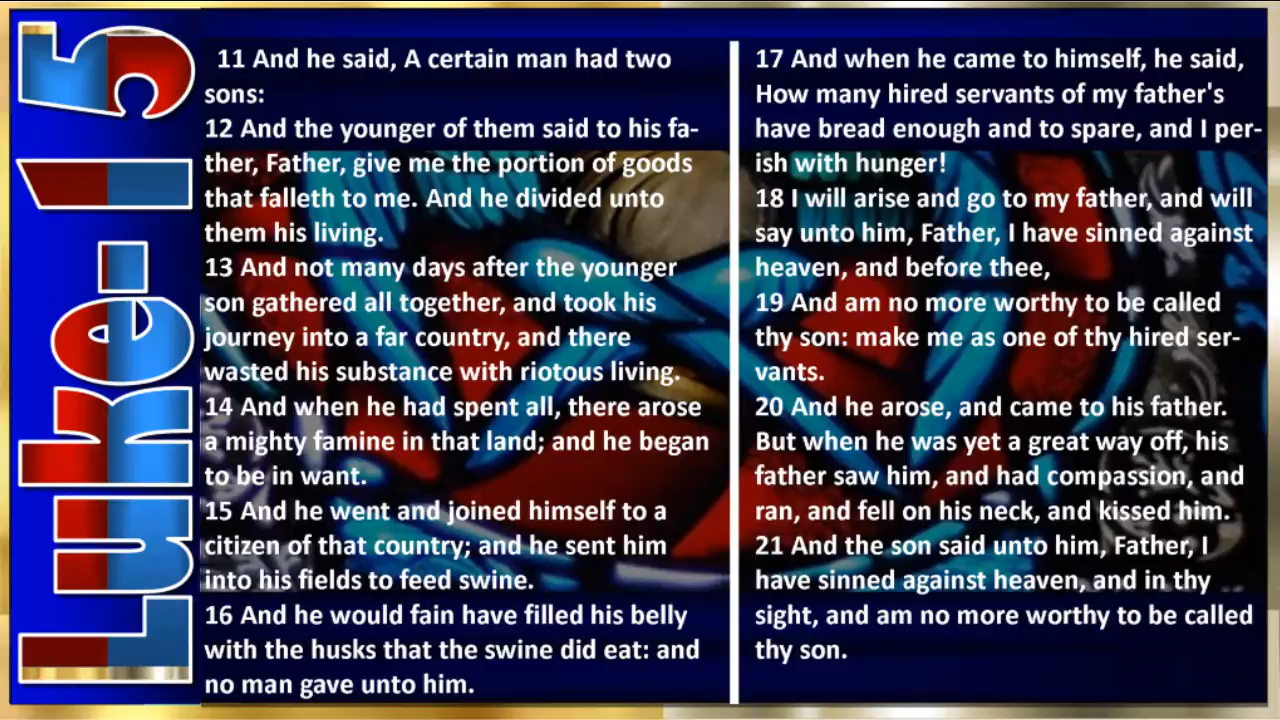 Luke-15
11 And he said, A certain man had two
sons:
12 And the younger of them said to his fa-
ther, Father, give me the portion of goods
that falleth to me. And he divided unto
them his living.
13 And not many days after the younger
son gathered all together, and took his
journey into a far country, and there
wasted his substance with riotous living.
14 And when he had spent all, there arose
a mighty famine in that land; and he began
to be in want.
15 And he went and joined himself to a
citizen of that country; and he sent him
into his fields to feed swine.
16 And he would fain have filled his belly
with the husks that the swine did eat: and
no man gave unto him.
17 And when he came to himself, he said,
How many hired servants of my father's
have bread enough and to spare, and I per-
ish with hunger!
18 I will arise and go to my father, and will
say unto him, Father, I have sinned against
heaven, and before thee,
19 And am no more worthy to be called
thy son: make me as one of thy hired ser-
vants.
20 And he arose, and came to his father.
But when he was yet a great way off, his
father saw him, and had compassion, and
ran, and fell on his neck, and kissed him.
21 And the son said unto him, Father, I
have sinned against heaven, and in thy
sight, and am no more worthy to be called
thy son.